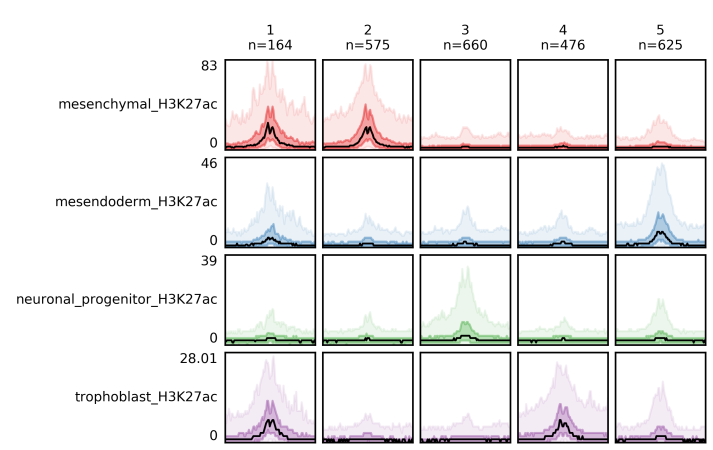 1 2 3 4 5
n=164 n=575 n=660 n=476 n=625
83
mesenchymal_H3K27ac
0
46
mesendoderm_H3K27ac
0
39
neuronal_progenitor_H3K27ac
0
28.01
trophoblast_H3K27ac
0